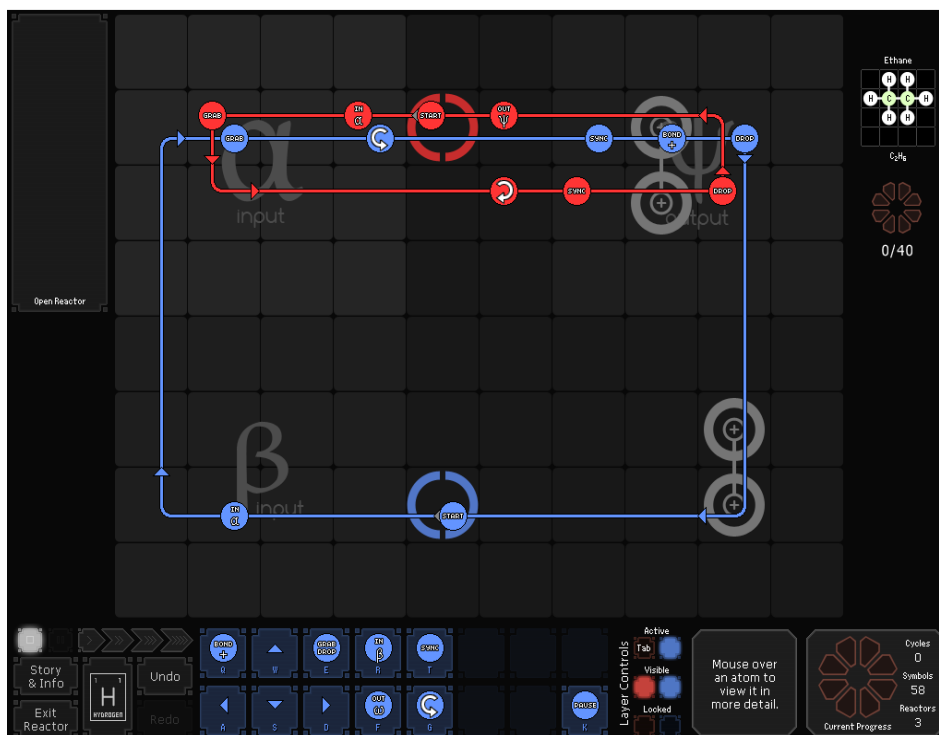 Ethane
H H
H C C H
H H
C₂H₆
0/40
GRAB
IN
α
START
OUT
Ψ
GRAB
SYNC
BOND
+
DROP
α
input
Ψ
output
SYNC
DROP
Open Reactor
β
input
IN
α
START
Story
& Info
Exit
Reactor
1 1
H
HYDROGEN
Undo
Redo
BOND
+
Q
W
GRAB
DROP
E
IN
β
R
SYNC
T
A
S
D
OUT
ω
F
G
PAUSE
K
Layer Controls
Active
Tab
Visible
Locked
Mouse over
an atom to
view it in
more detail.
Cycles
0
Symbols
58
Reactors
3
Current Progress